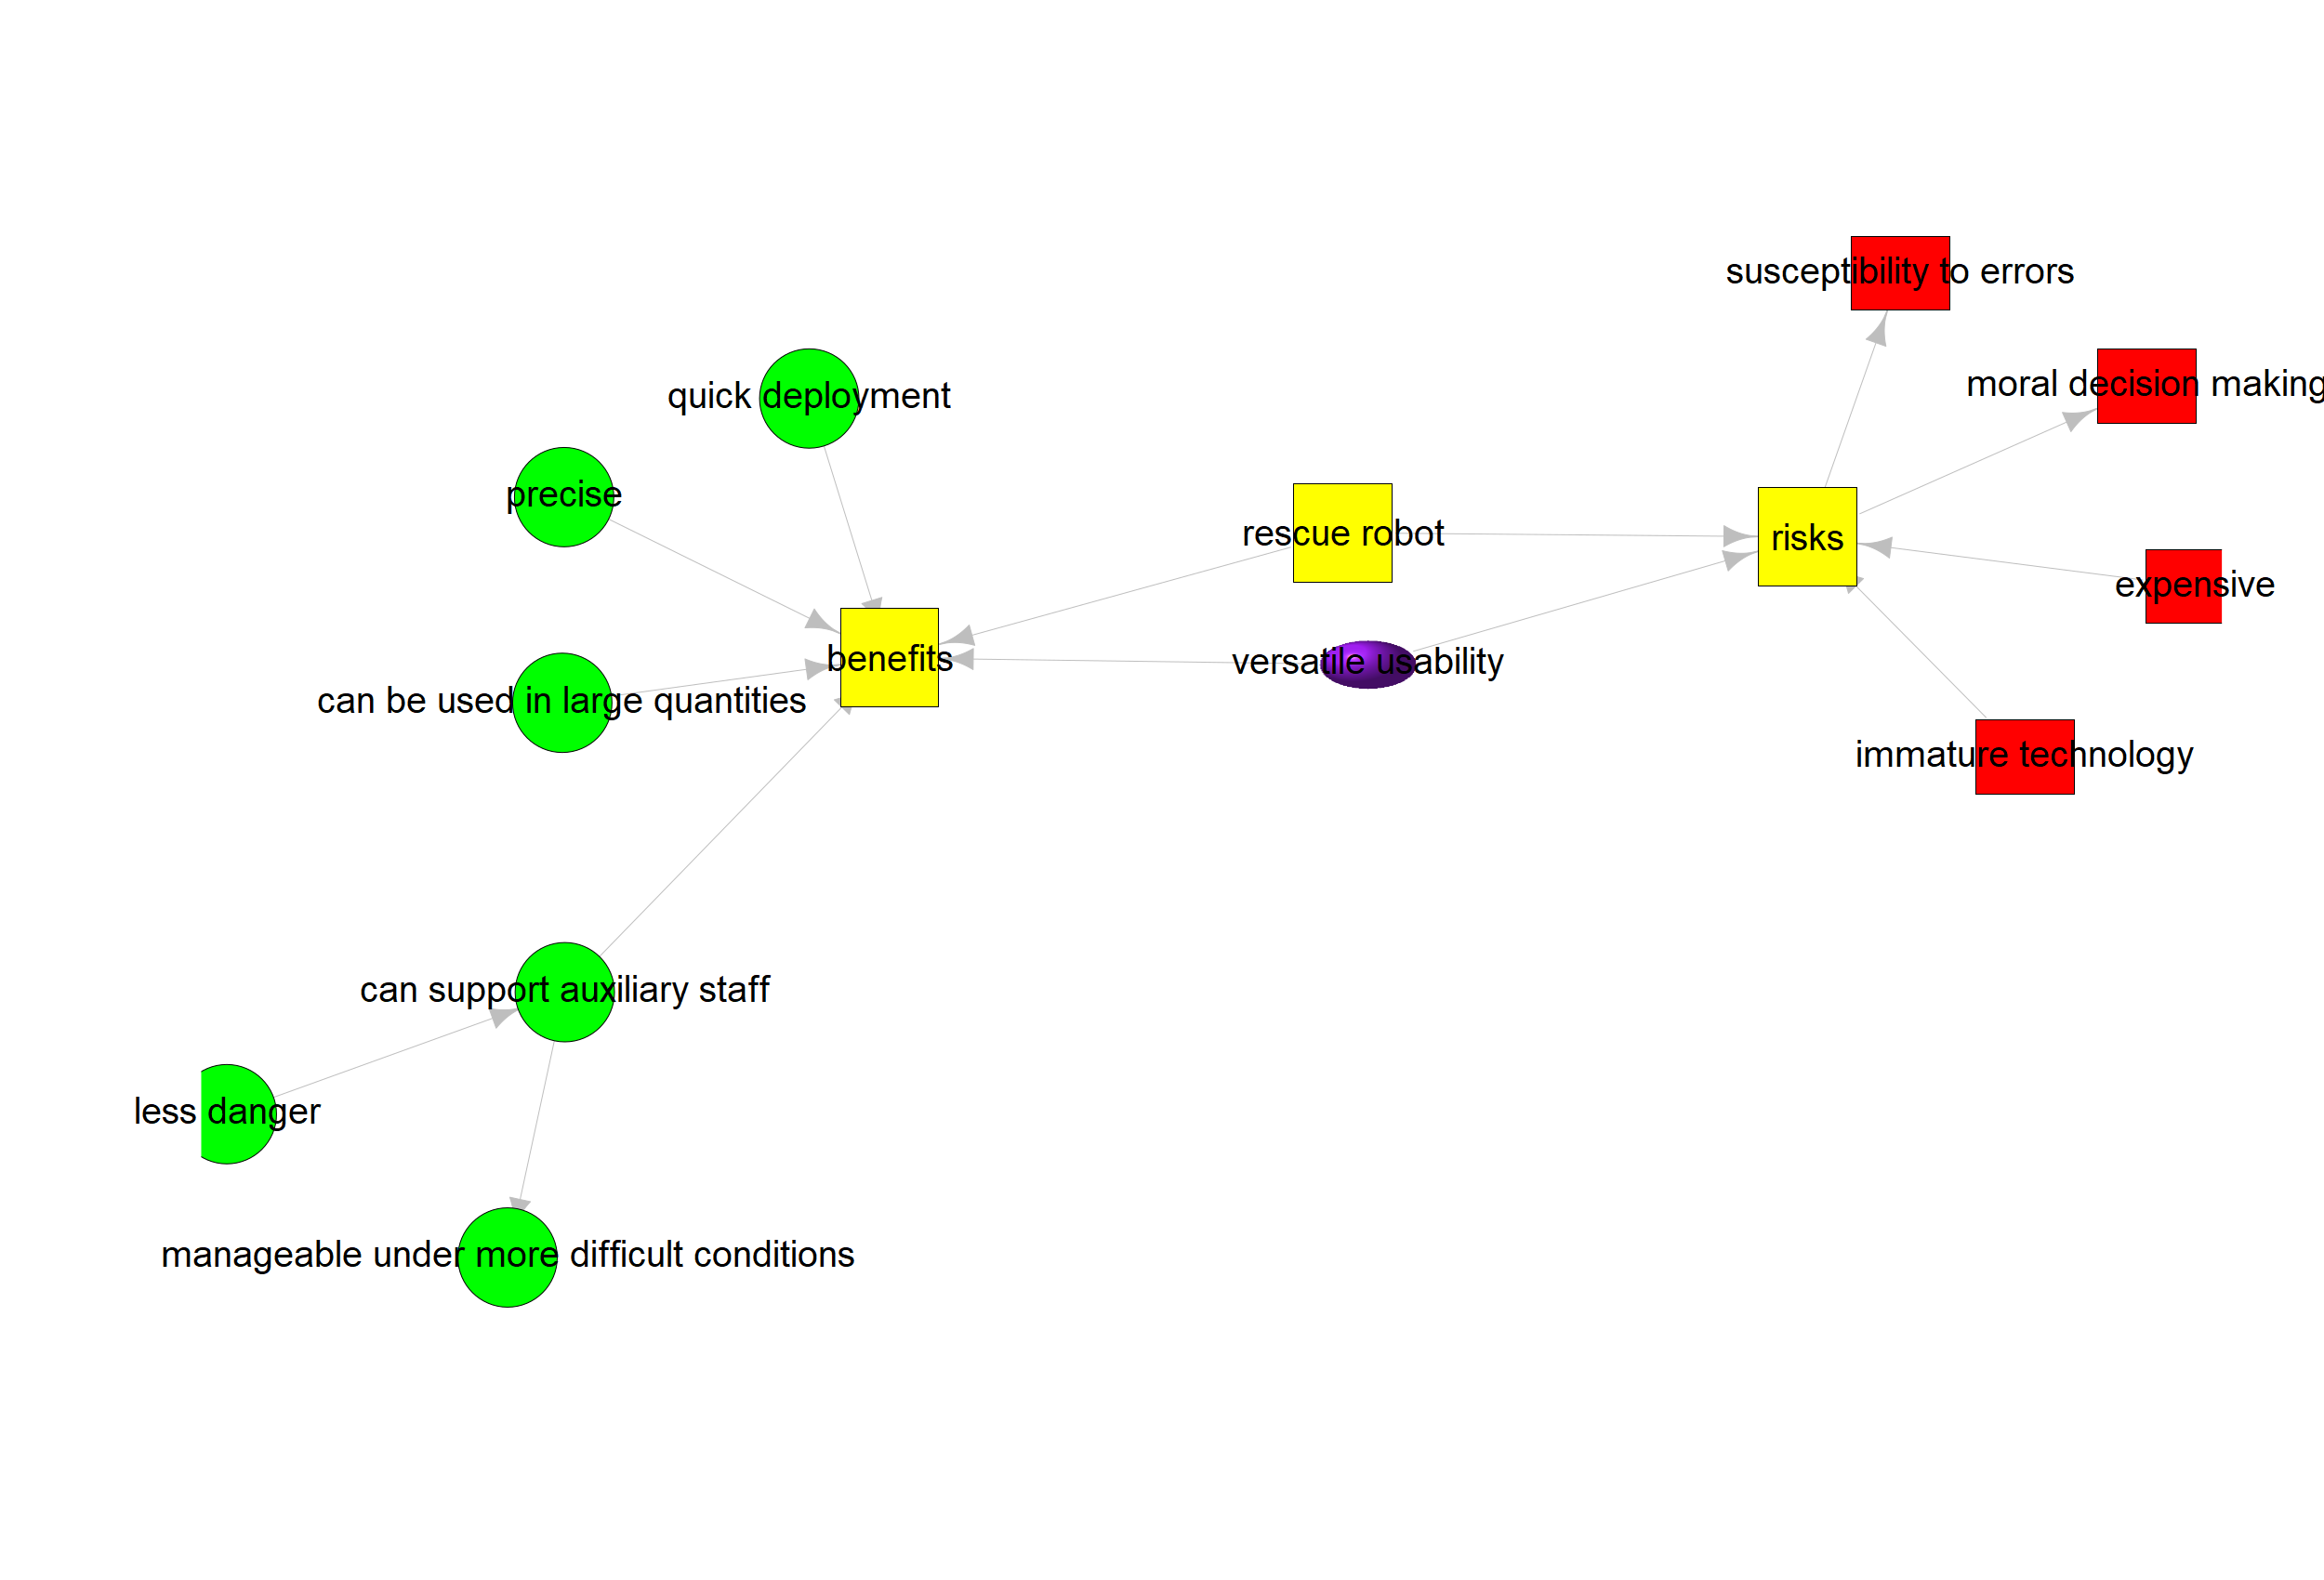 susceptibility to errors
moral decision making
quick deployment
precise
rescue robot
risks
expensive
benefits
versatile usability
can be used in large quantities
immature technology
can support auxiliary staff
less danger
manageable under more difficult conditions